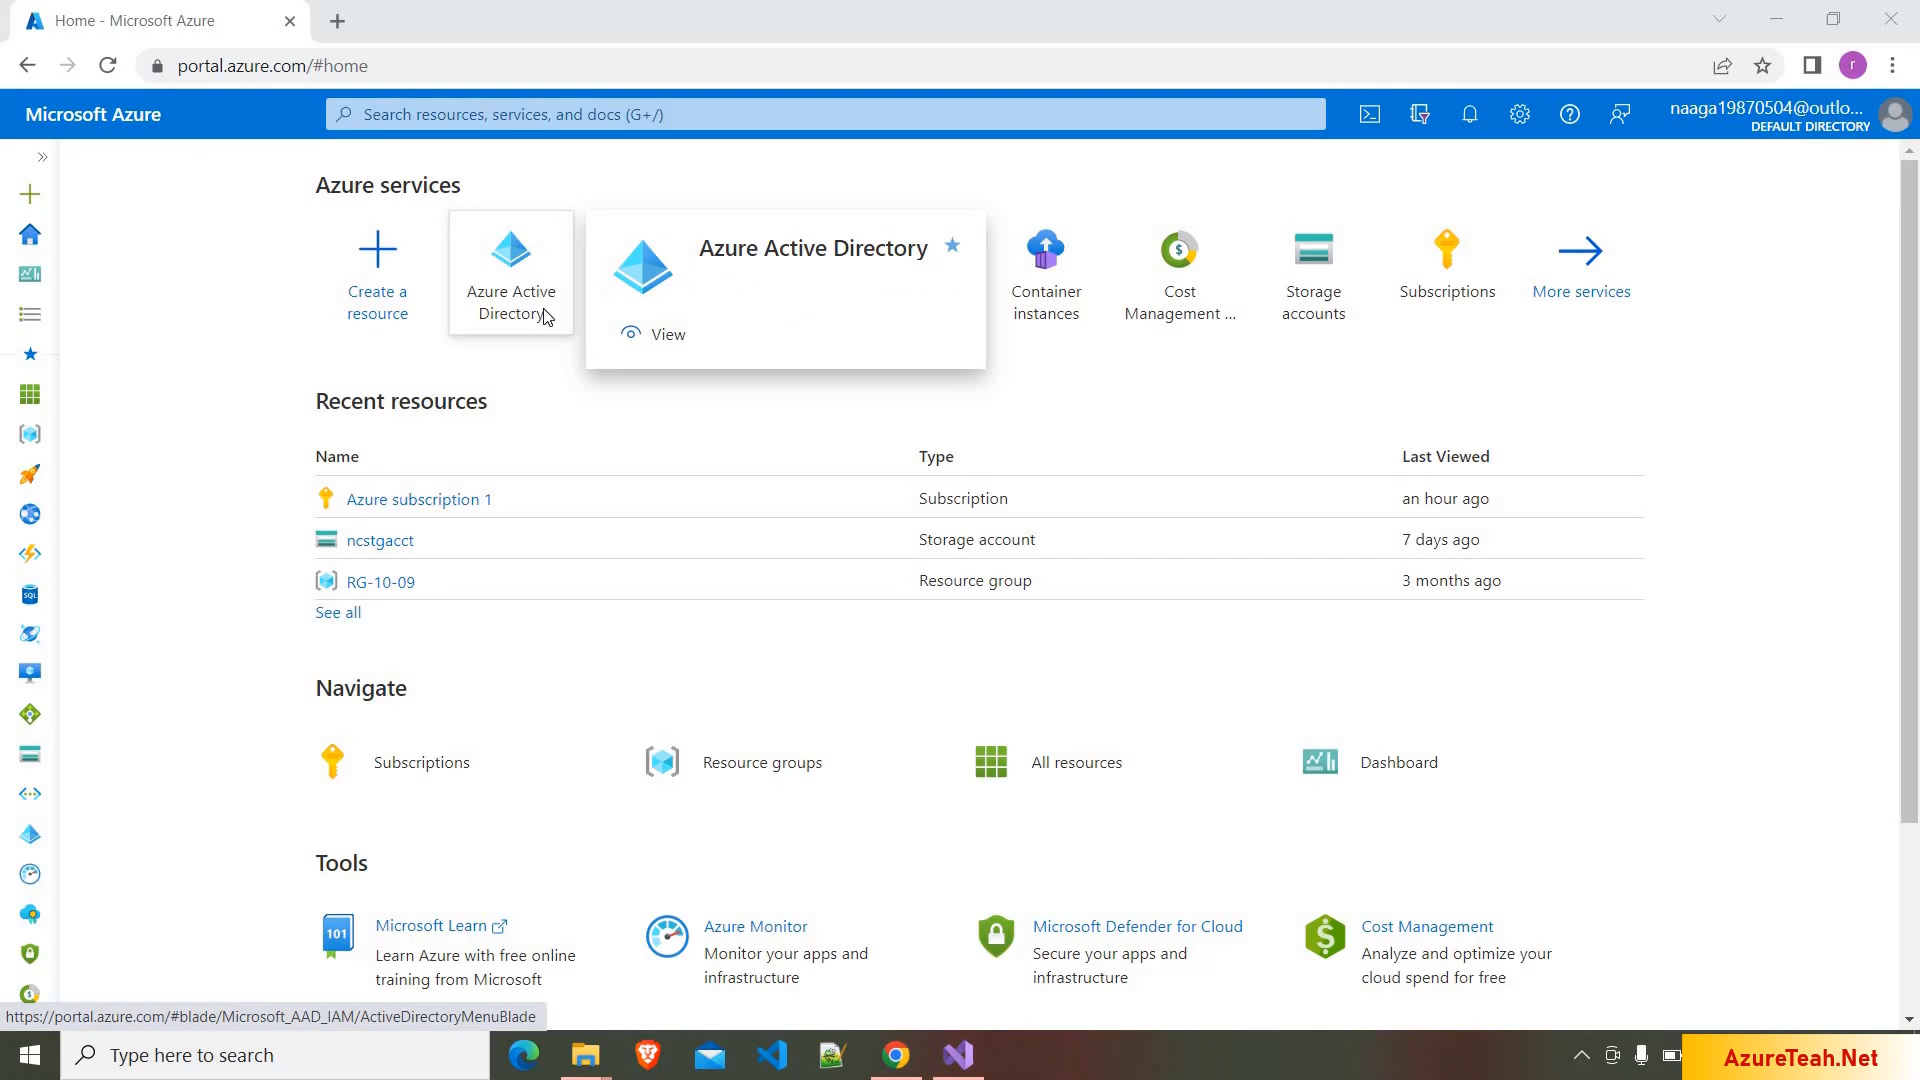 Home - Microsoft Azure
portal.azure.com/#home
r
Microsoft Azure
Search resources, services, and docs (G+/)
naaga19870504@outlo...
DEFAULT DIRECTORY
Azure services
Create a
resource
Azure Active
Directory
Azure Active Directory
View
Container
instances
Cost
Management ...
Storage
accounts
Subscriptions
More services
Recent resources
Name Type Last Viewed
Azure subscription 1 Subscription an hour ago
ncstgacct Storage account 7 days ago
RG-10-09 Resource group 3 months ago
See all
Navigate
Subscriptions Resource groups All resources Dashboard
SQL
Tools
101
Microsoft Learn
Learn Azure with free online
training from Microsoft
Azure Monitor
Monitor your apps and
infrastructure
Microsoft Defender for Cloud
Secure your apps and
infrastructure
Cost Management
Analyze and optimize your
cloud spend for free
https://portal.azure.com/#blade/Microsoft_AAD_IAM/ActiveDirectoryMenuBlade
Type here to search
AzureTeah.Net